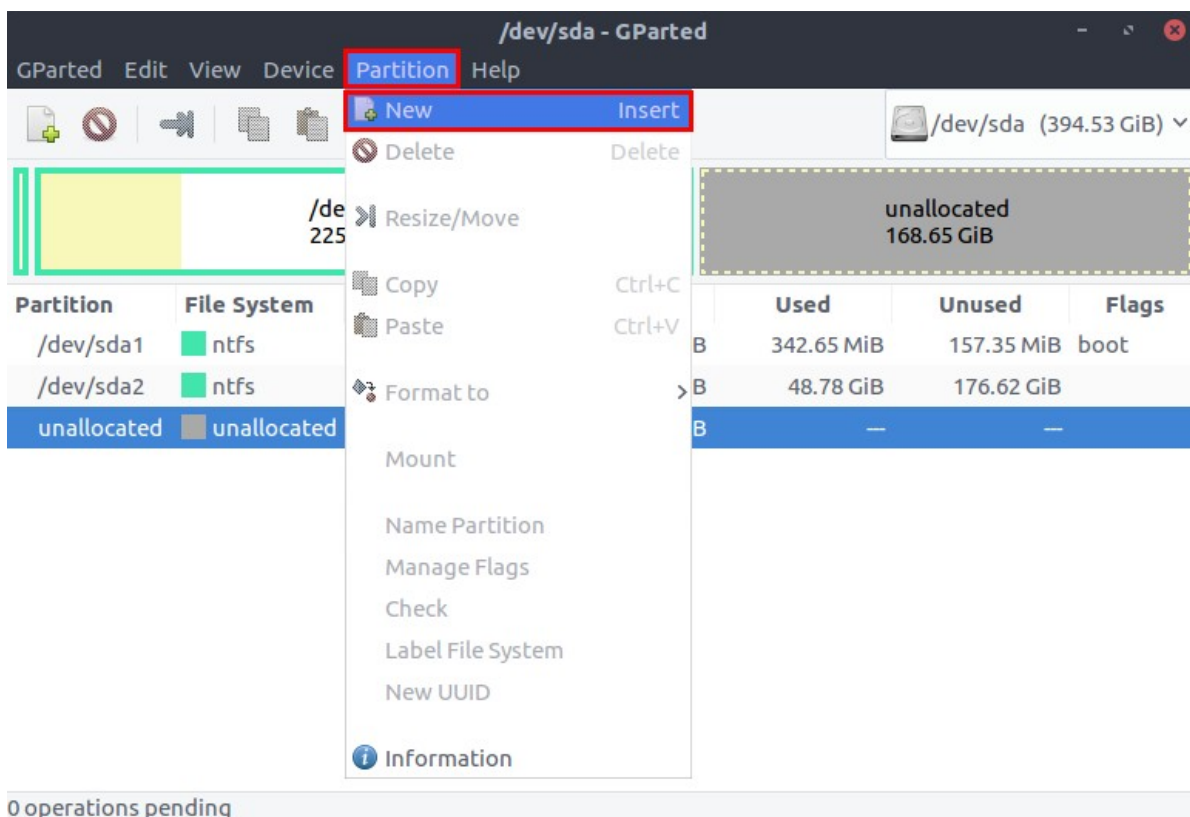 /dev/sda - GParted
GParted Edit View Device Partition Help
New Insert
/dev/sda (394.53 GiB)
Delete Delete
/de
225
unallocated
168.65 GiB
Resize/Move
Copy Ctrl+C
Paste Ctrl+V
Format to
Mount
Name Partition
Manage Flags
Check
Label File System
New UUID
Information
Partition File System Used Unused Flags
/dev/sda1 ntfs B 342.65 MiB 157.35 MiB boot
/dev/sda2 ntfs B 48.78 GiB 176.62 GiB
unallocated unallocated B --- ---
0 operations pending